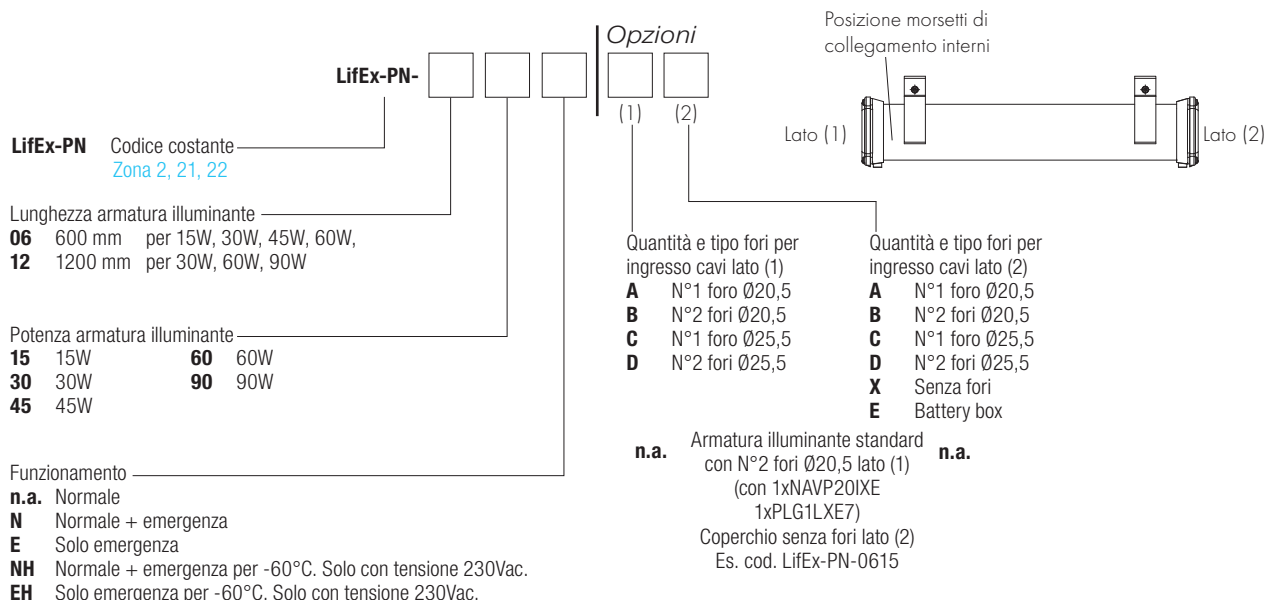 Opzioni
LifEx-PN-
(1) (2)
Posizione morsetti di
collegamento interni
Lato (1)
Lato (2)
LifEx-PN Codice costante
Zona 2, 21, 22
Lunghezza armatura illuminante
06 600 mm per 15W, 30W, 45W, 60W,
12 1200 mm per 30W, 60W, 90W
Potenza armatura illuminante
15 15W 60 60W
30 30W 90 90W
45 45W
Funzionamento
n.a. Normale
N Normale + emergenza
E Solo emergenza
NH Normale + emergenza per -60°C. Solo con tensione 230Vac.
EH Solo emergenza per -60°C. Solo con tensione 230Vac.
Quantità e tipo fori per
ingresso cavi lato (1)
A N°1 foro Ø20,5
B N°2 fori Ø20,5
C N°1 foro Ø25,5
D N°2 fori Ø25,5
Quantità e tipo fori per
ingresso cavi lato (2)
A N°1 foro Ø20,5
B N°2 fori Ø20,5
C N°1 foro Ø25,5
D N°2 fori Ø25,5
X Senza fori
E Battery box
n.a. Armatura illuminante standard n.a.
con N°2 fori Ø20,5 lato (1)
(con 1xNAVP20IXE
1xPLG1LXE7)
Coperchio senza fori lato (2)
Es. cod. LifEx-PN-0615